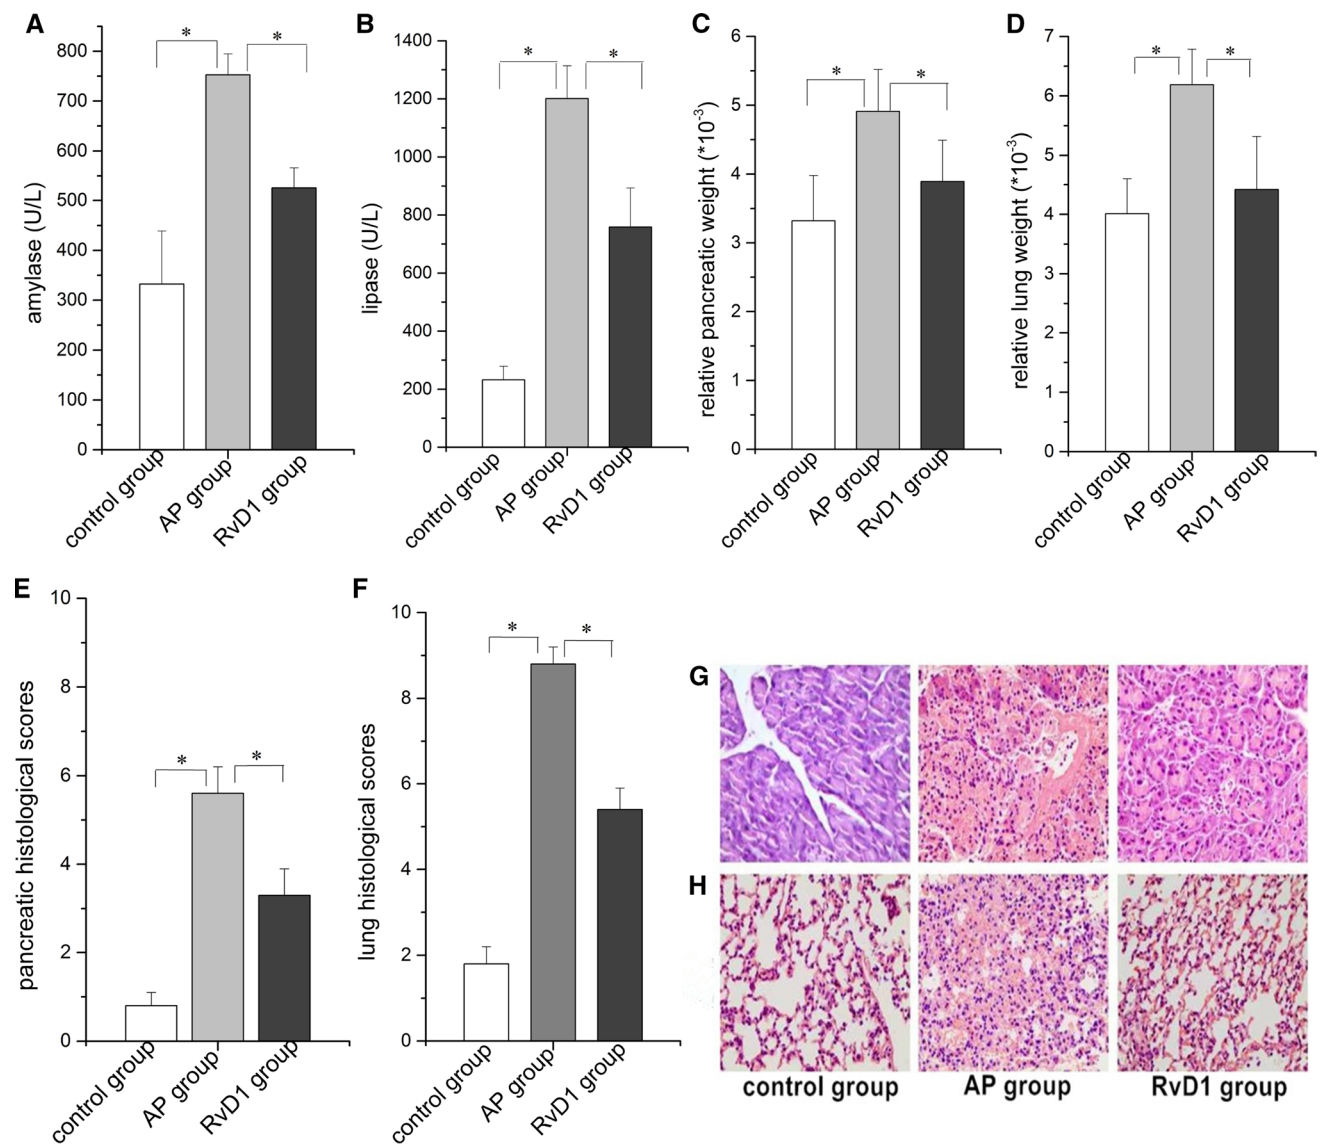 A
amylase (U/L)
800
700
600
500
400
300
200
100
0
*
*
control group
AP group
RvD1 group
B
lipase (U/L)
1400
1200
1000
800
600
400
200
0
*
*
control group
AP group
RvD1 group
C
relative pancreatic weight (*10-3)
6
5
4
3
2
1
0
*
*
control group
AP group
RvD1 group
D
relative lung weight (*10-3)
7
6
5
4
3
2
1
0
*
*
control group
AP group
RvD1 group
E
pancreatic histological scores
10
8
6
4
2
0
*
*
control group
AP group
RvD1 group
F
lung histological scores
10
8
6
4
2
0
*
*
control group
AP group
RvD1 group
G
H
control group
AP group
RvD1 group